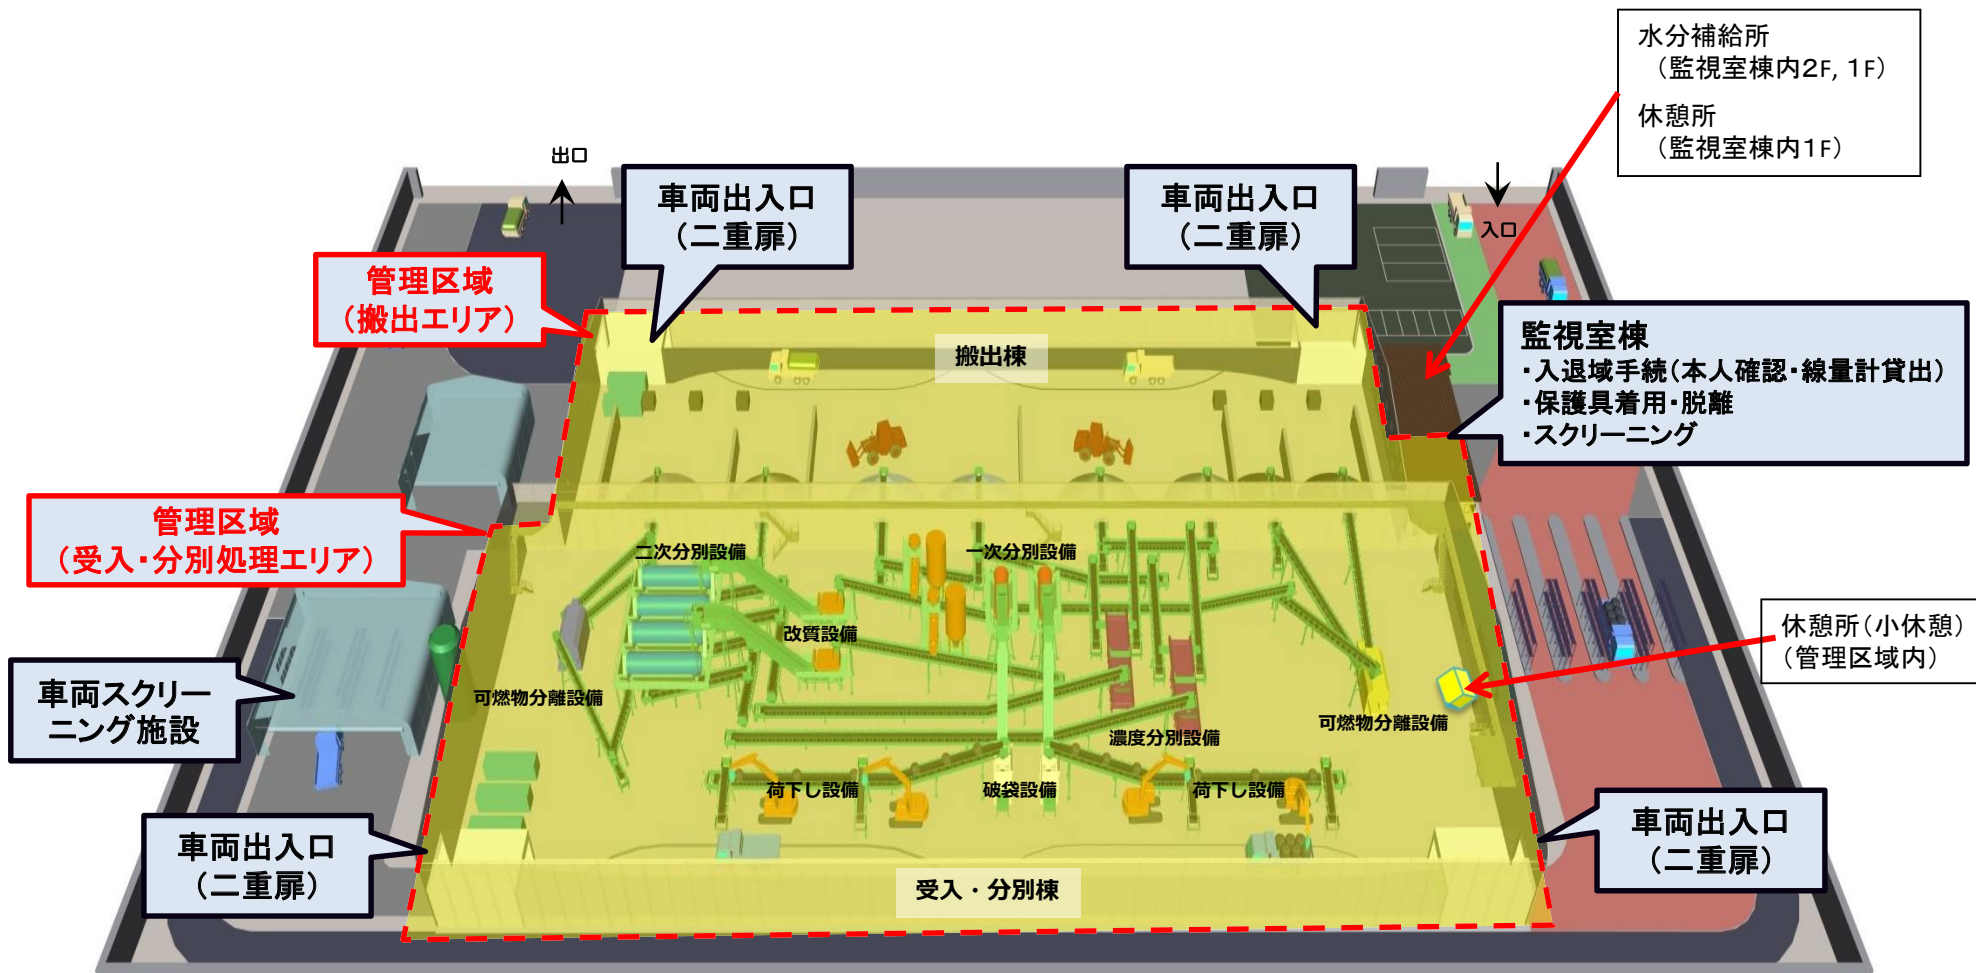 水分補給所
（監視室棟内2F, 1F）
休憩所
（監視室棟内1F）
出口
入口
車両出入口
（二重扉）
車両出入口
（二重扉）
管理区域
（搬出エリア）
搬出棟
監視室棟
・入退域手続（本人確認・線量計貸出）
・保護具着用・脱離
・スクリーニング
管理区域
（受入・分別処理エリア）
二次分別設備
一次分別設備
改質設備
休憩所（小休憩）
（管理区域内）
車両スクリー
ニング施設
可燃物分離設備
可燃物分離設備
濃度分別設備
荷下し設備
破袋設備
荷下し設備
車両出入口
（二重扉）
車両出入口
（二重扉）
受入・分別棟